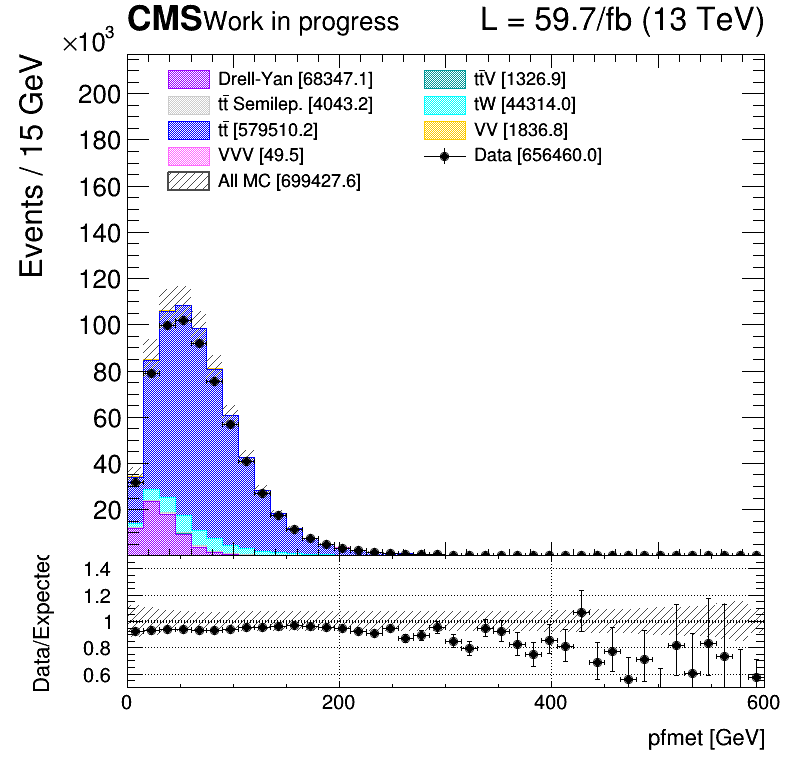 CMS Work in progress L = 59.7/fb (13 TeV)
×10³
Events / 15 GeV
Drell-Yan [68347.1]
tt̄V [1326.9]
tt̄ Semilep. [4043.2]
tW [44314.0]
tt̄ [579510.2]
VV [1836.8]
VVV [49.5]
Data [656460.0]
All MC [699427.6]
200
180
160
140
120
100
80
60
40
20
Data/Expected
1.4
1.2
1
0.8
0.6
0 200 400 600
pfmet [GeV]